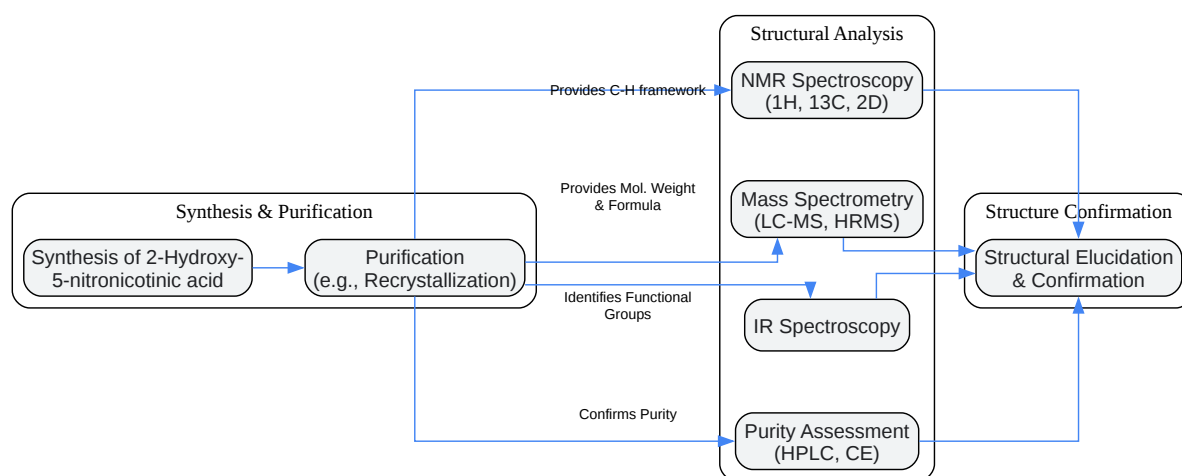 Structural Analysis
NMR Spectroscopy
(1H, 13C, 2D)
Provides C-H framework
Provides Mol. Weight
& Formula
Mass Spectrometry
(LC-MS, HRMS)
Synthesis & Purification
Structure Confirmation
Synthesis of 2-Hydroxy-
5-nitronicotinic acid
Purification
(e.g., Recrystallization)
Structural Elucidation
& Confirmation
Identifies Functional
Groups
IR Spectroscopy
Confirms Purity
Purity Assessment
(HPLC, CE)